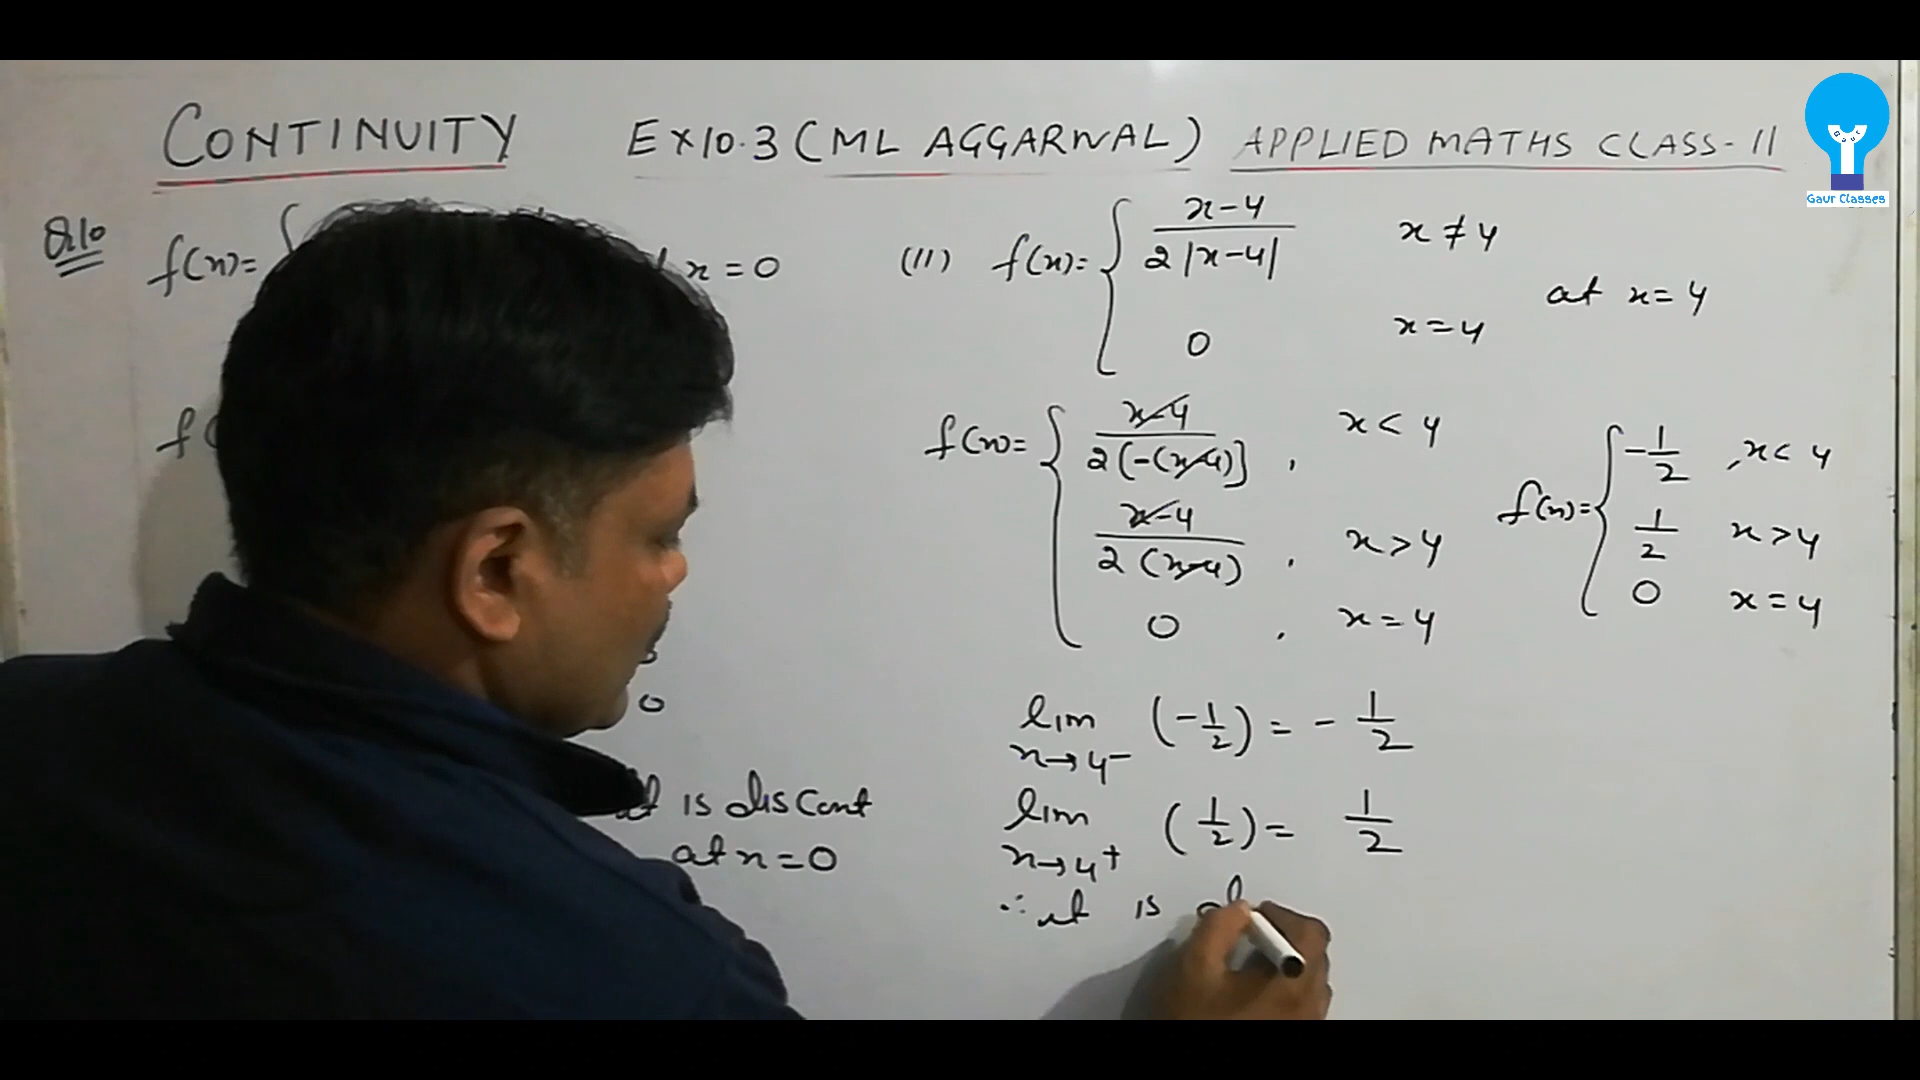 CONTINUITY EX10.3 (ML AGGARWAL) APPLIED MATHS CLASS-11
Gaur Classes
Q10
f(x)={
x=0
f(
0
it is discont
at x=0
(11) f(x)={
x-4 / 2|x-4| x≠4
0 x=4
at x=4
f(x)={
x-4 / 2[-(x-4)] , x<4
x-4 / 2(x-4) , x>4
0 , x=4
f(x)={
-1/2 , x<4
1/2 x>4
0 x=4
lim x→4⁻ (-1/2) = -1/2
lim x→4⁺ (1/2) = 1/2
∴ it is